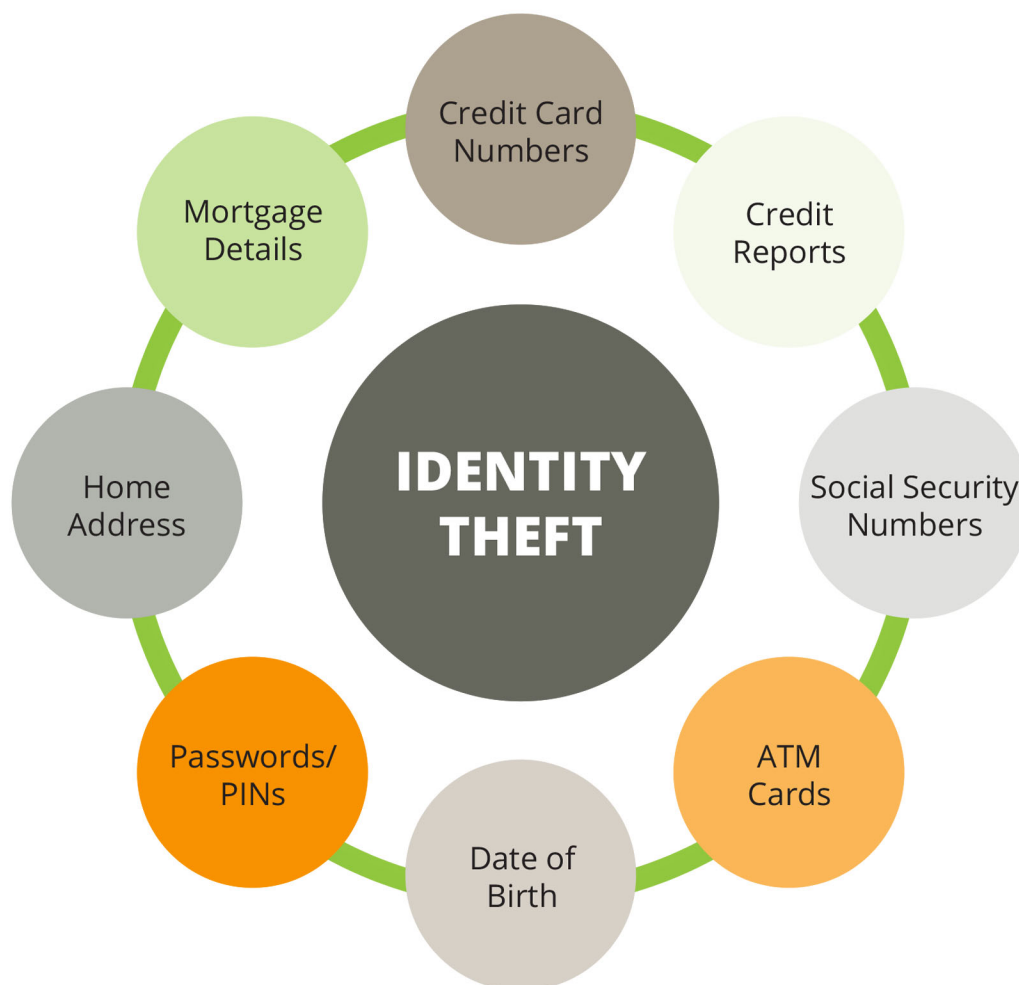 Credit Card
Numbers
Credit
Reports
Social Security
Numbers
ATM
Cards
Date of
Birth
Passwords/
PINs
Home
Address
Mortgage
Details
IDENTITY
THEFT